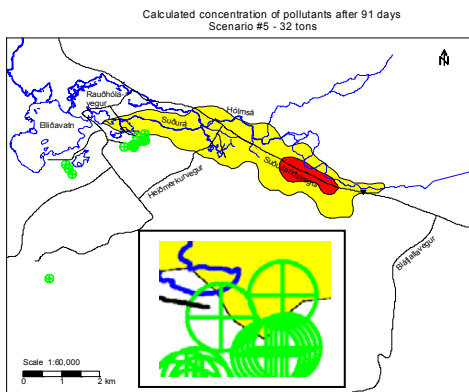 Calculated concentration of pollutants after 91 days
Scenario #5 - 32 tons
N
Hólmsá
Rauðhóla-
vegur
Elliðavatn
Suðurá
Suðurlandsvegur
Heiðmerkurvegur
Bláfjallavegur
Scale 1:60,000
0 1 2 km